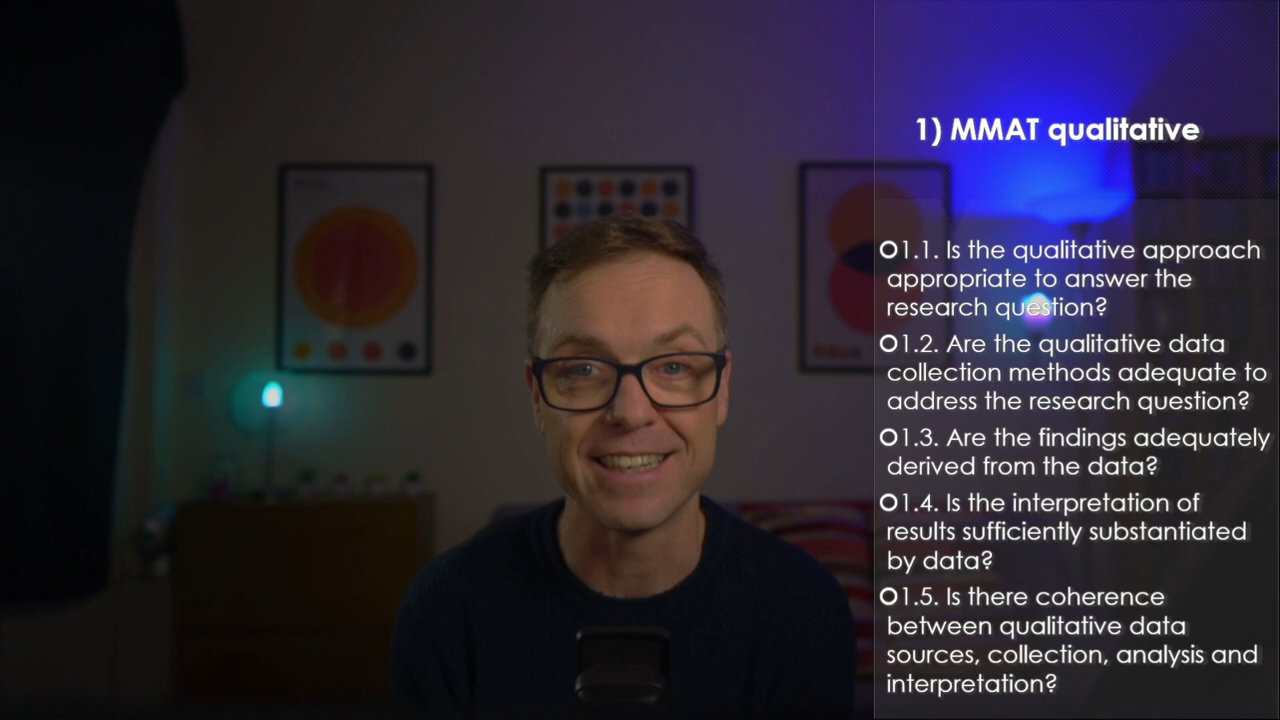 1) MMAT qualitative
1.1. Is the qualitative approach
appropriate to answer the
research question?
1.2. Are the qualitative data
collection methods adequate to
address the research question?
1.3. Are the findings adequately
derived from the data?
1.4. Is the interpretation of
results sufficiently substantiated
by data?
1.5. Is there coherence
between qualitative data
sources, collection, analysis and
interpretation?